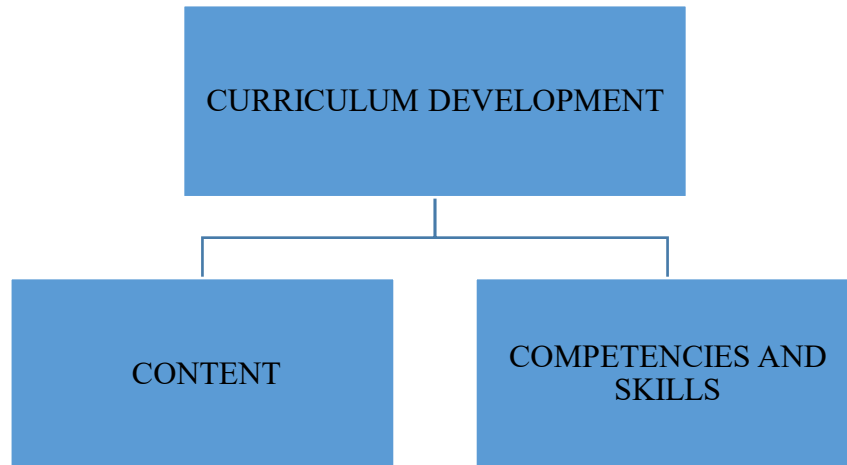 CURRICULUM DEVELOPMENT
CONTENT
COMPETENCIES AND
SKILLS